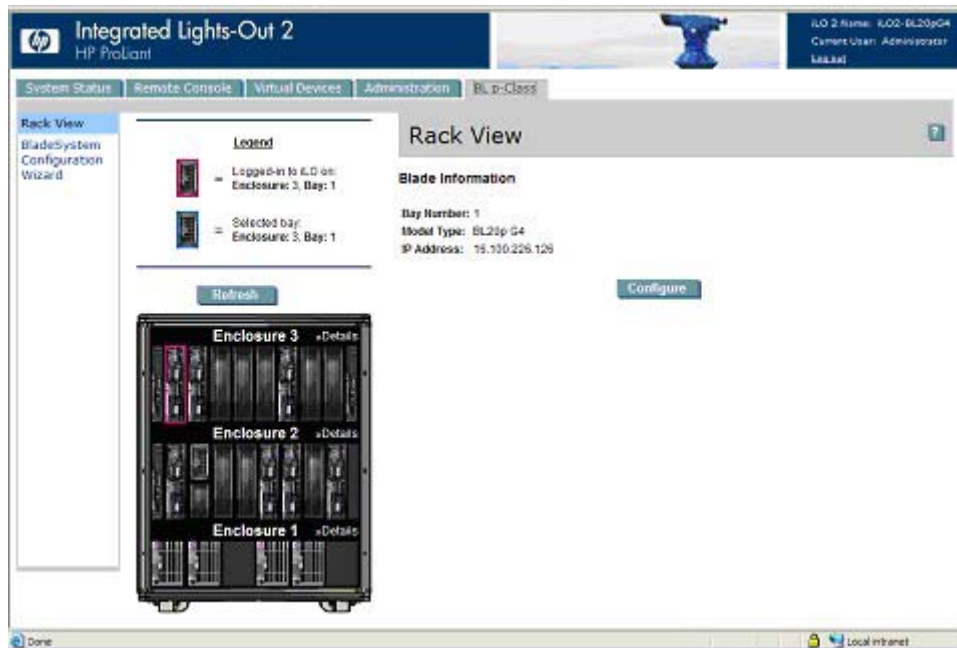 hp
Integrated Lights-Out 2
HP ProLiant
iLO 2 Name: iLO2-BL20pG4
Current User: Administrator
Log out
System Status
Remote Console
Virtual Devices
Administration
BL p-Class
Rack View
BladeSystem
Configuration
Wizard
Legend
= Logged-in to iLO on:
Enclosure: 3, Bay: 1
= Selected bay:
Enclosure: 3, Bay: 1
Refresh
Enclosure 3 »Details
Enclosure 2 »Details
Enclosure 1 »Details
Rack View
?
Blade Information
Bay Number: 1
Model Type: BL20p G4
IP Address: 16.100.226.126
Configure
Done
Local intranet